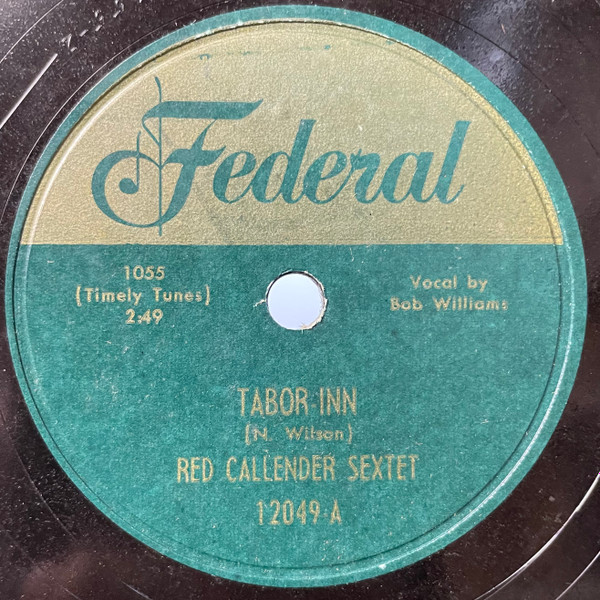 Federal
1055
(Timely Tunes)
2:49
Vocal by
Bob Williams
TABOR-INN
(N. Wilson)
RED CALLENDER SEXTET
12049-A